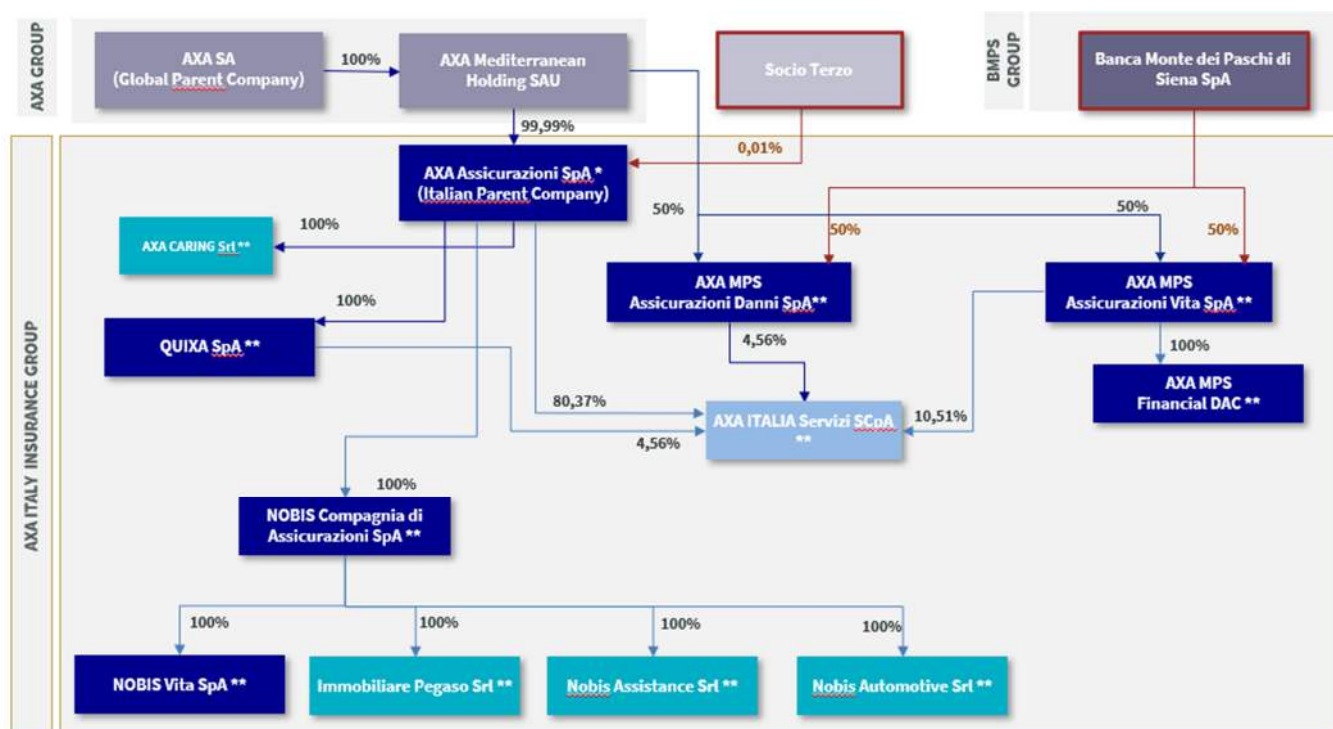 AXA GROUP
AXA SA
(Global Parent Company)
100%
AXA Mediterranean
Holding SAU
Socio Terzo
BMPS
GROUP
Banca Monte dei Paschi di
Siena SpA
99,99%
0,01%
AXA ITALY INSURANCE GROUP
AXA Assicurazioni SpA *
(Italian Parent Company)
50%
50%
50%
50%
100%
AXA CARING Srl **
AXA MPS
Assicurazioni Danni SpA**
AXA MPS
Assicurazioni Vita SpA **
100%
QUIXA SpA **
4,56%
100%
AXA MPS
Financial DAC **
80,37%
AXA ITALIA Servizi SCpA
**
10,51%
4,56%
100%
NOBIS Compagnia di
Assicurazioni SpA **
100%
100%
100%
100%
NOBIS Vita SpA **
Immobiliare Pegaso Srl **
Nobis Assistance Srl **
Nobis Automotive Srl **